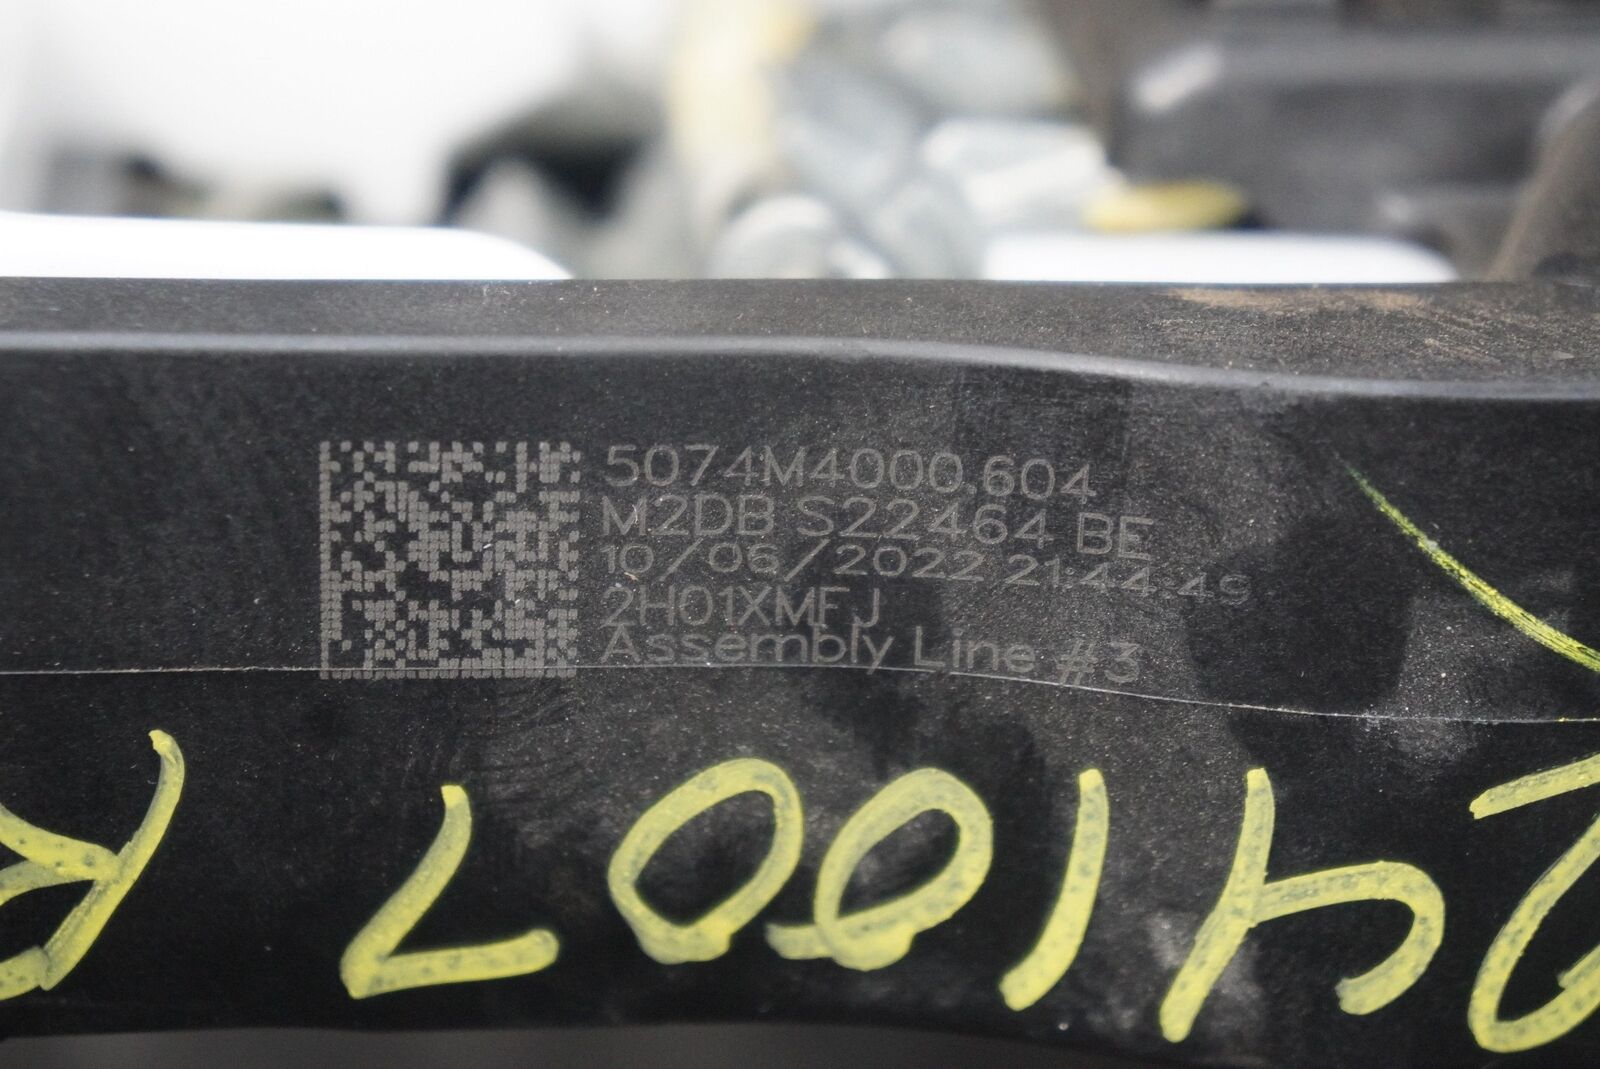 5074M4000.604
M2DB S22464 BE
10/06/2022 21:44:49
2H01XMFJ
Assembly Line #3